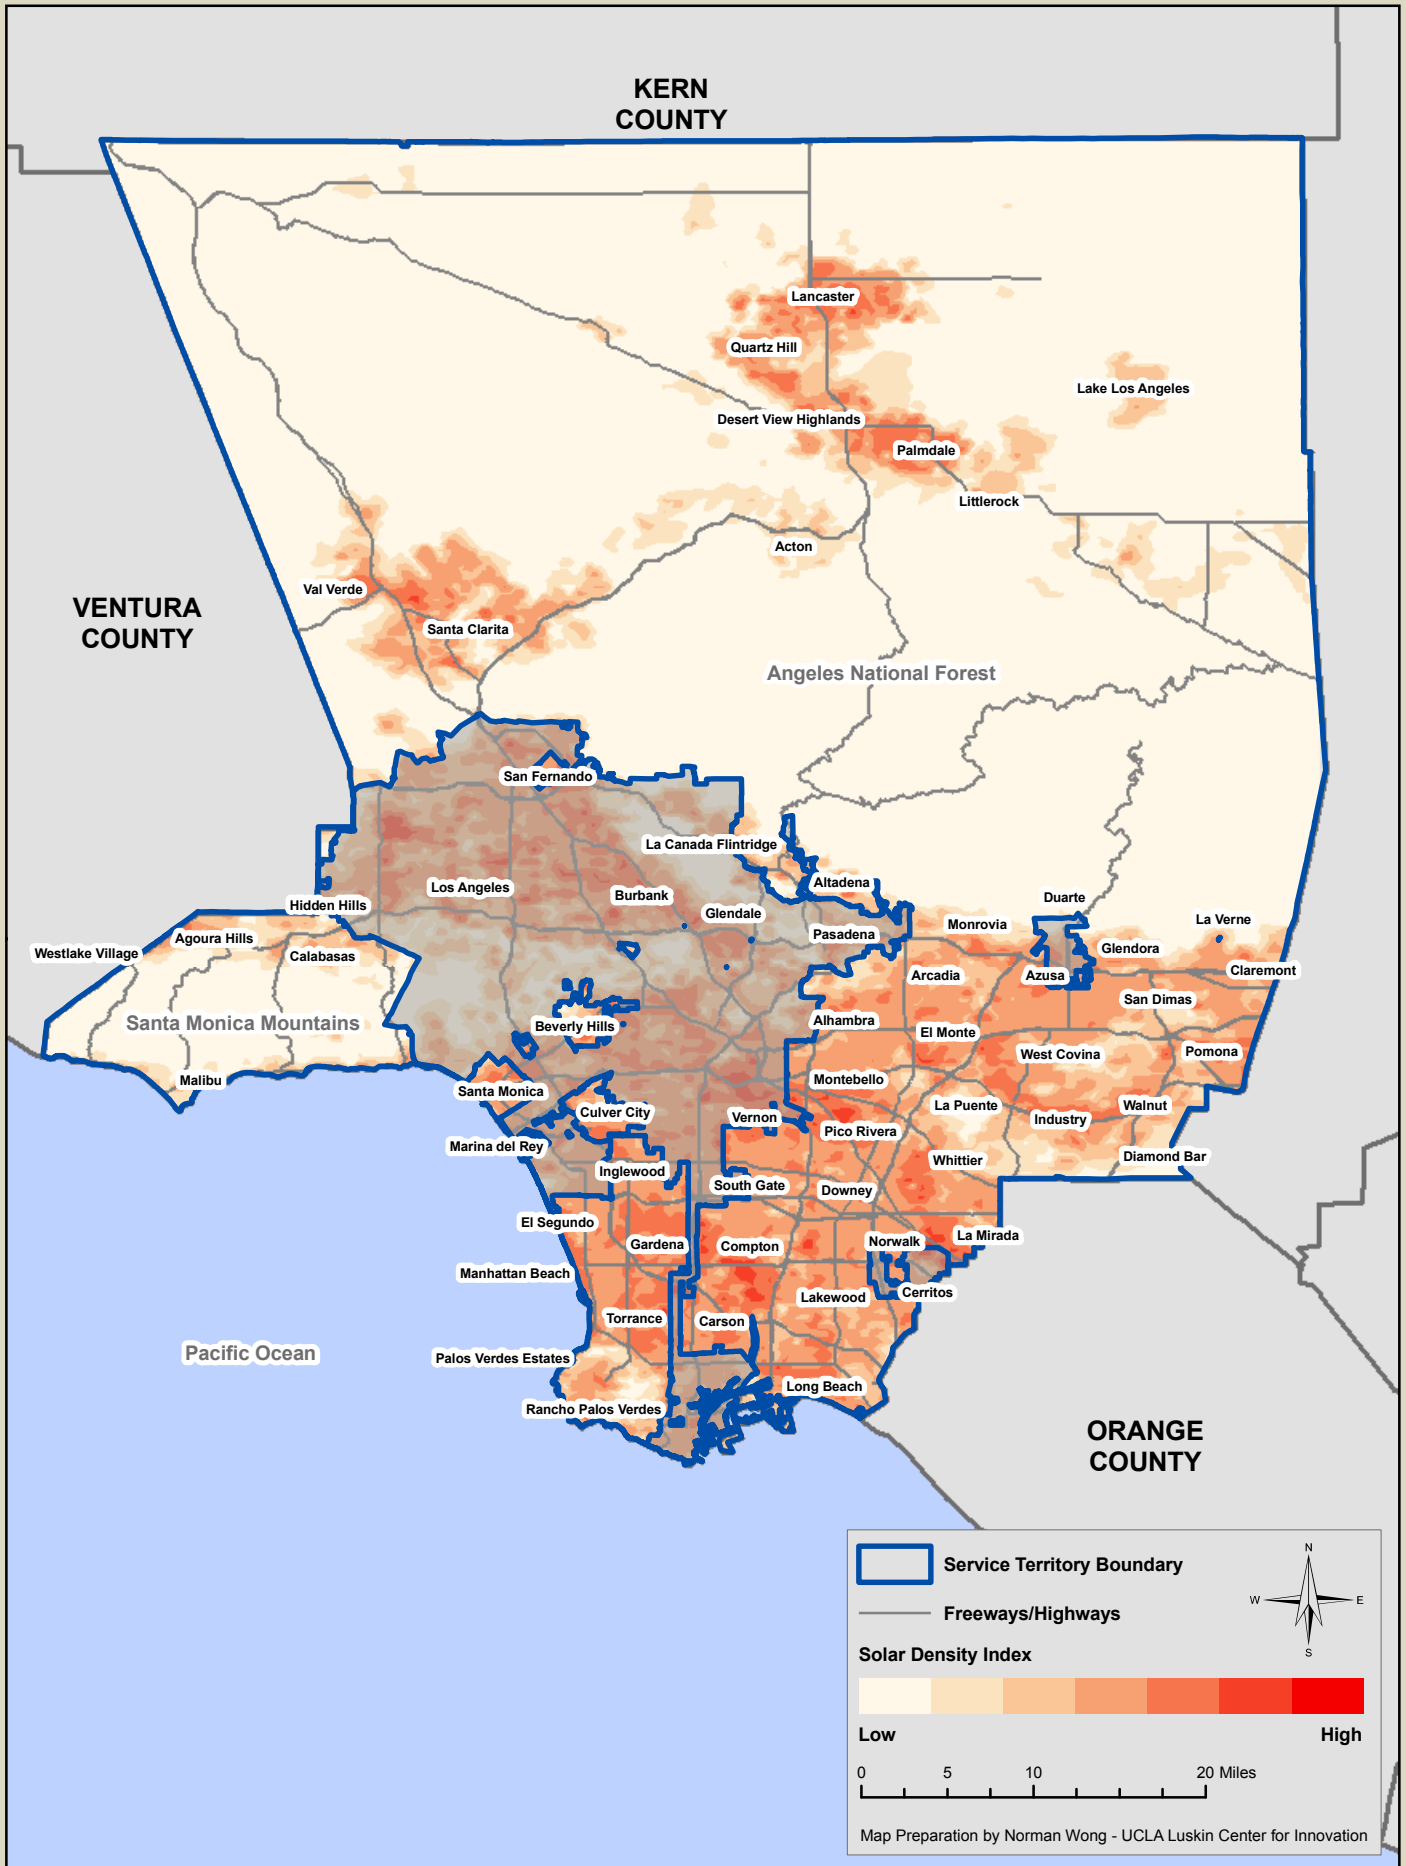 KERN
COUNTY
Lancaster
Quartz Hill
Lake Los Angeles
Desert View Highlands
Palmdale
Littlerock
Acton
Val Verde
VENTURA
COUNTY
Santa Clarita
Angeles National Forest
San Fernando
La Canada Flintridge
Los Angeles
Burbank
Altadena
Hidden Hills
Glendale
Duarte
Agoura Hills
Pasadena
Monrovia
La Verne
Westlake Village
Calabasas
Glendora
Arcadia
Azusa
Claremont
San Dimas
Santa Monica Mountains
Beverly Hills
Alhambra
El Monte
West Covina
Pomona
Malibu
Santa Monica
Montebello
Culver City
Vernon
La Puente
Walnut
Industry
Pico Rivera
Marina del Rey
Inglewood
Whittier
Diamond Bar
South Gate
Downey
El Segundo
Gardena
Compton
Norwalk
La Mirada
Manhattan Beach
Lakewood
Cerritos
Torrance
Carson
Pacific Ocean
Palos Verdes Estates
Long Beach
Rancho Palos Verdes
ORANGE
COUNTY
Service Territory Boundary
N
W
E
S
Freeways/Highways
Solar Density Index
Low
High
0 5 10 20 Miles
Map Preparation by Norman Wong - UCLA Luskin Center for Innovation